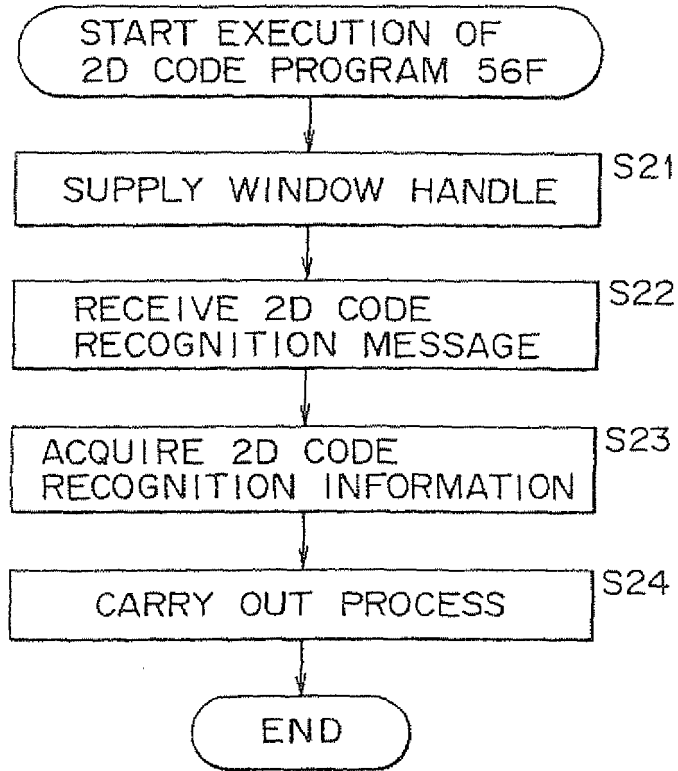 START EXECUTION OF
2D CODE PROGRAM 56F
SUPPLY WINDOW HANDLE
S21
RECEIVE 2D CODE
RECOGNITION MESSAGE
S22
ACQUIRE 2D CODE
RECOGNITION INFORMATION
S23
CARRY OUT PROCESS
S24
END